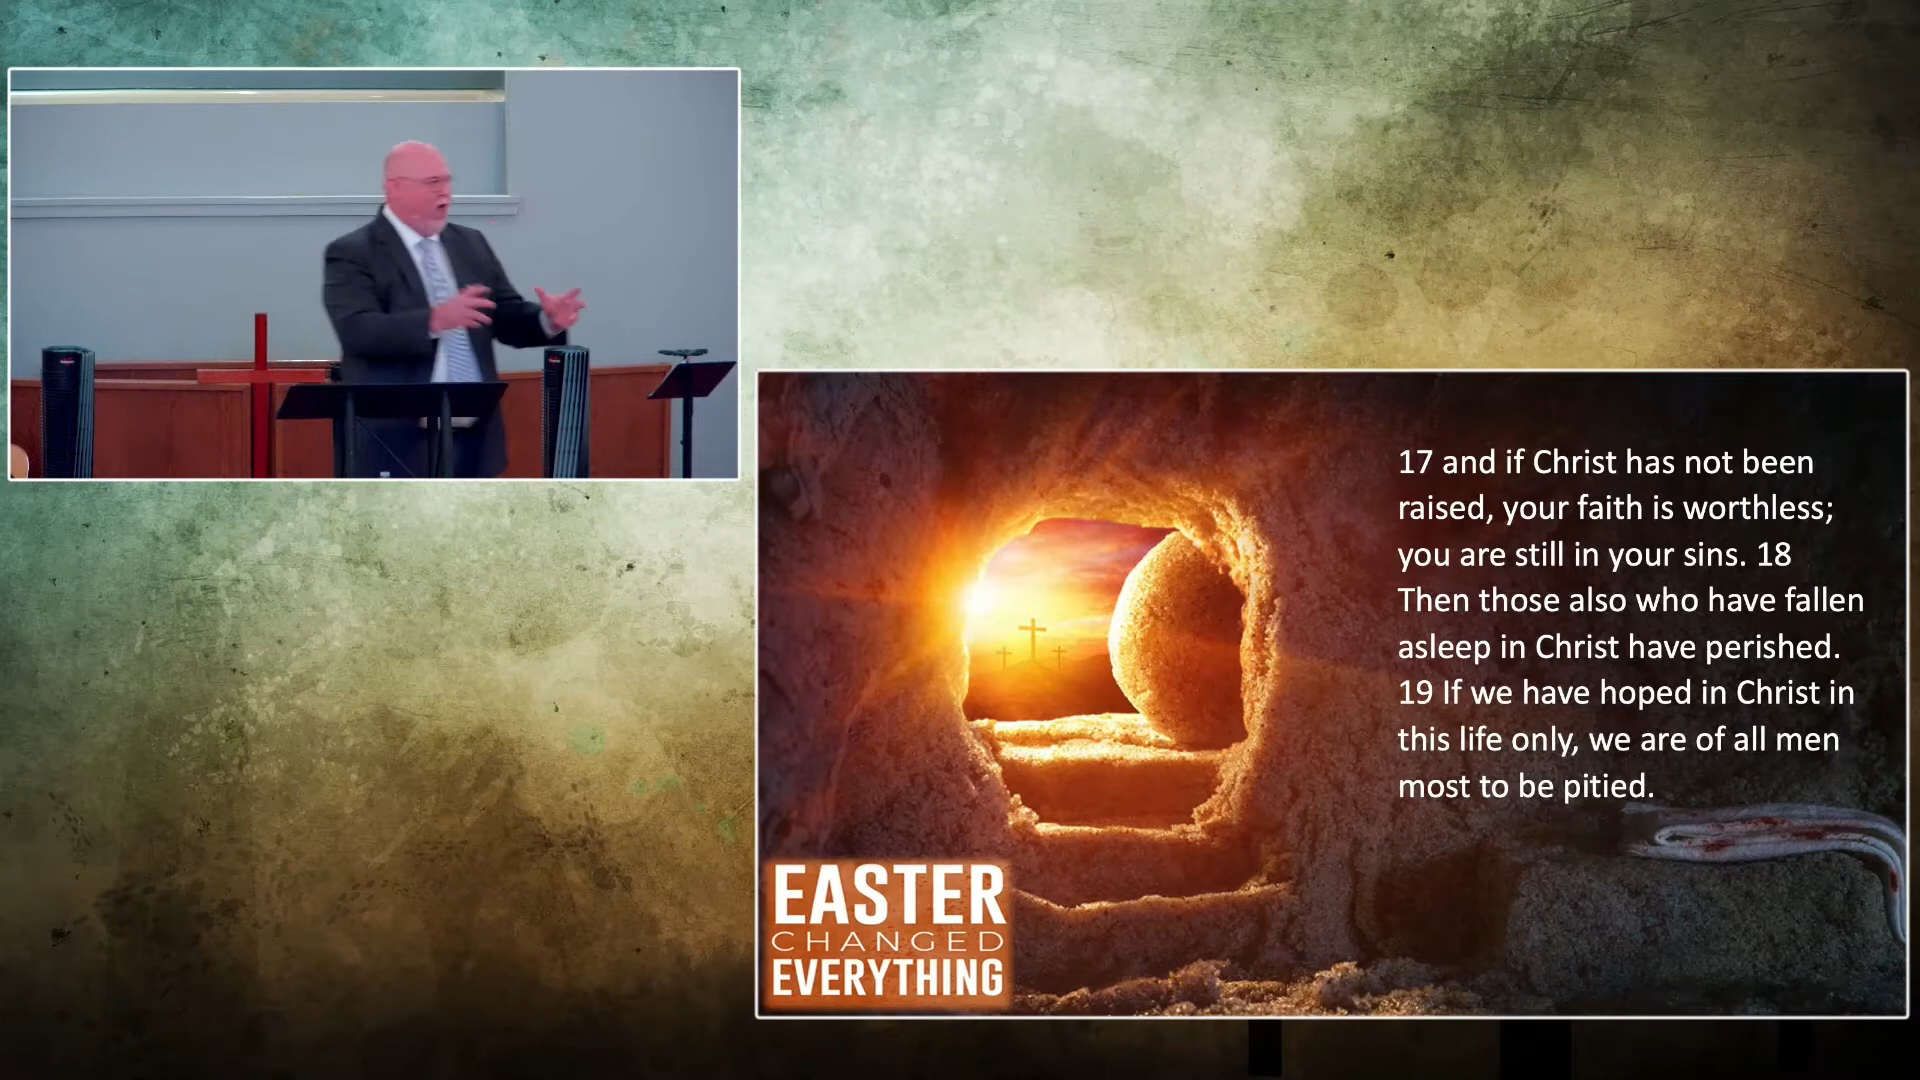 17 and if Christ has not been
raised, your faith is worthless;
you are still in your sins. 18
Then those also who have fallen
asleep in Christ have perished.
19 If we have hoped in Christ in
this life only, we are of all men
most to be pitied.
EASTER
CHANGED
EVERYTHING